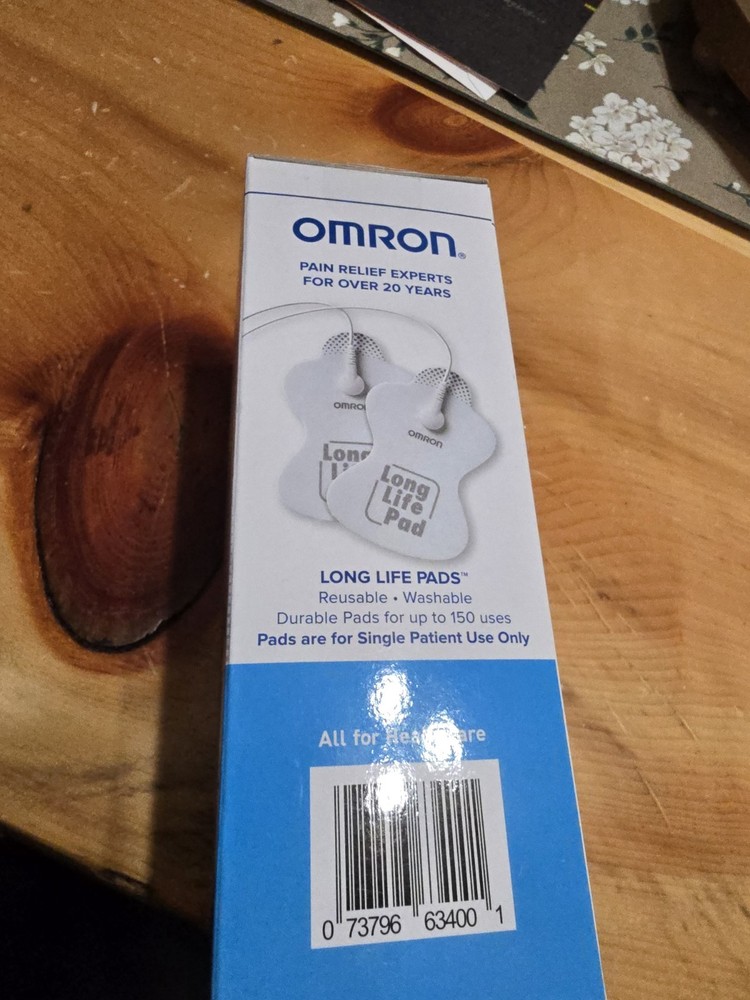 OMRON®
PAIN RELIEF EXPERTS
FOR OVER 20 YEARS
OMRON
OMRON
Long
Long
Life
Pad
LONG LIFE PADS™
Reusable • Washable
Durable Pads for up to 150 uses
Pads are for Single Patient Use Only
All for Healthcare
0 73796 63400 1